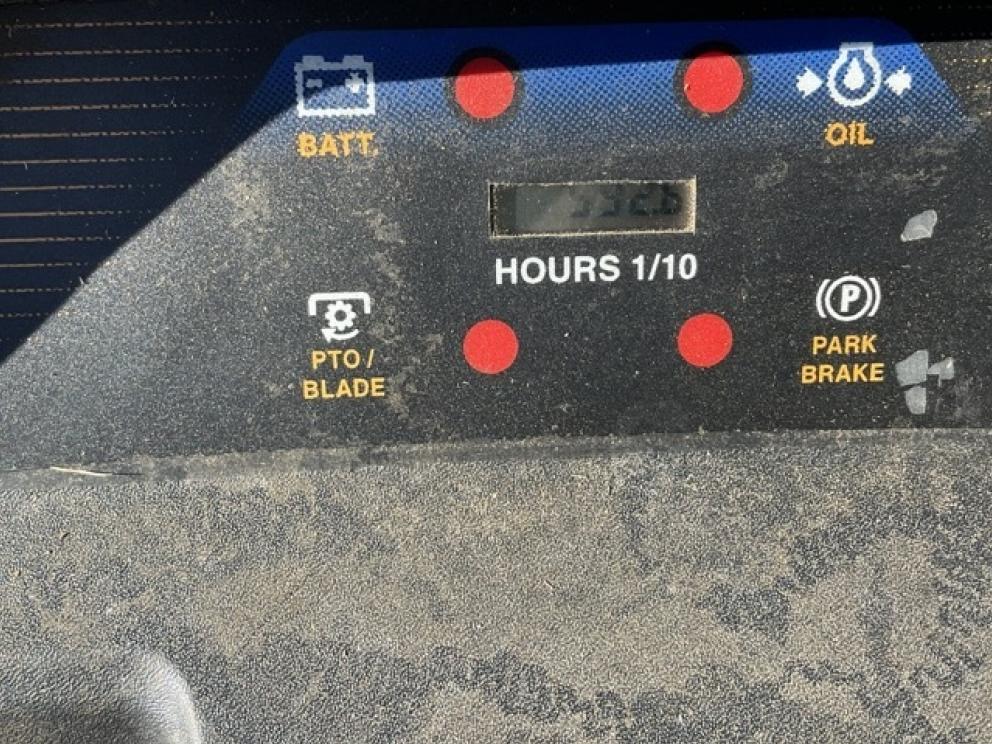 BATT.
OIL
HOURS 1/10
PTO /
BLADE
P
PARK
BRAKE